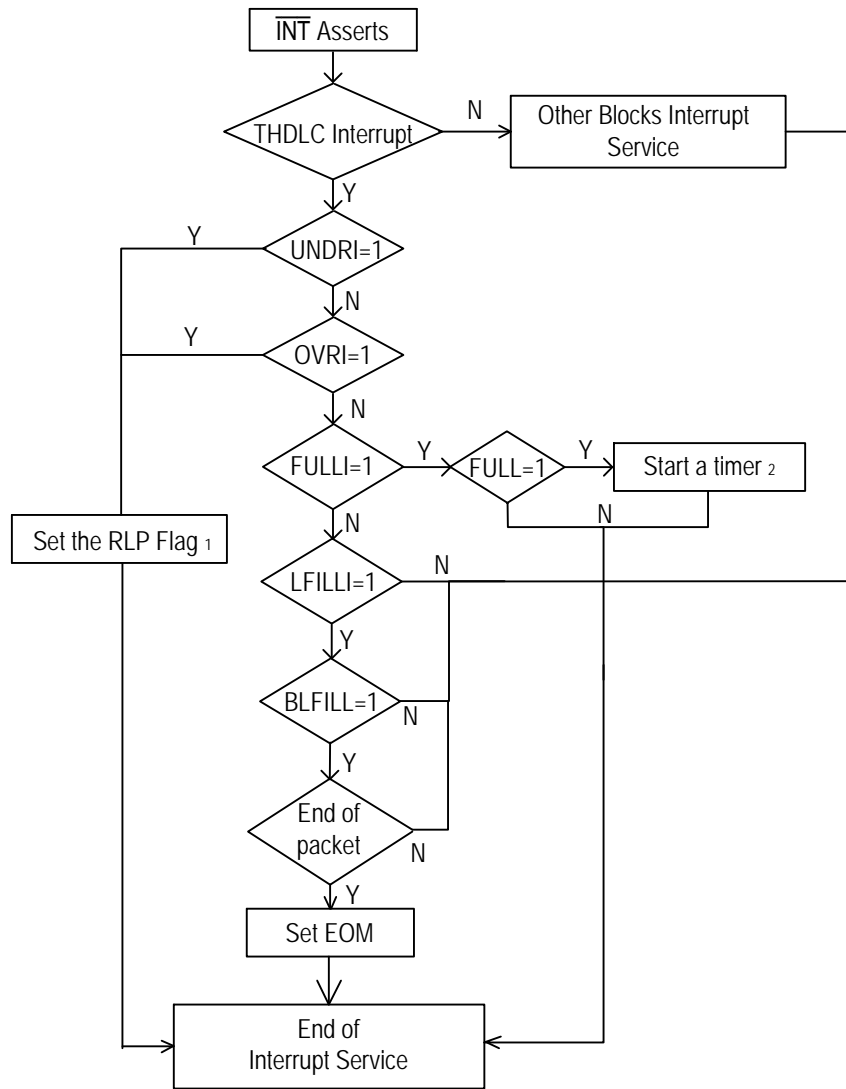 INT Asserts
THDLC Interrupt
N
Other Blocks Interrupt
Service
Y
Y
UNDRI=1
N
Y
OVRI=1
N
FULLI=1
Y
FULL=1
Y
Start a timer 2
N
N
Set the RLP Flag 1
LFILLI=1
N
Y
BLFILL=1
N
Y
End of
packet
N
Y
Set EOM
End of
Interrupt Service